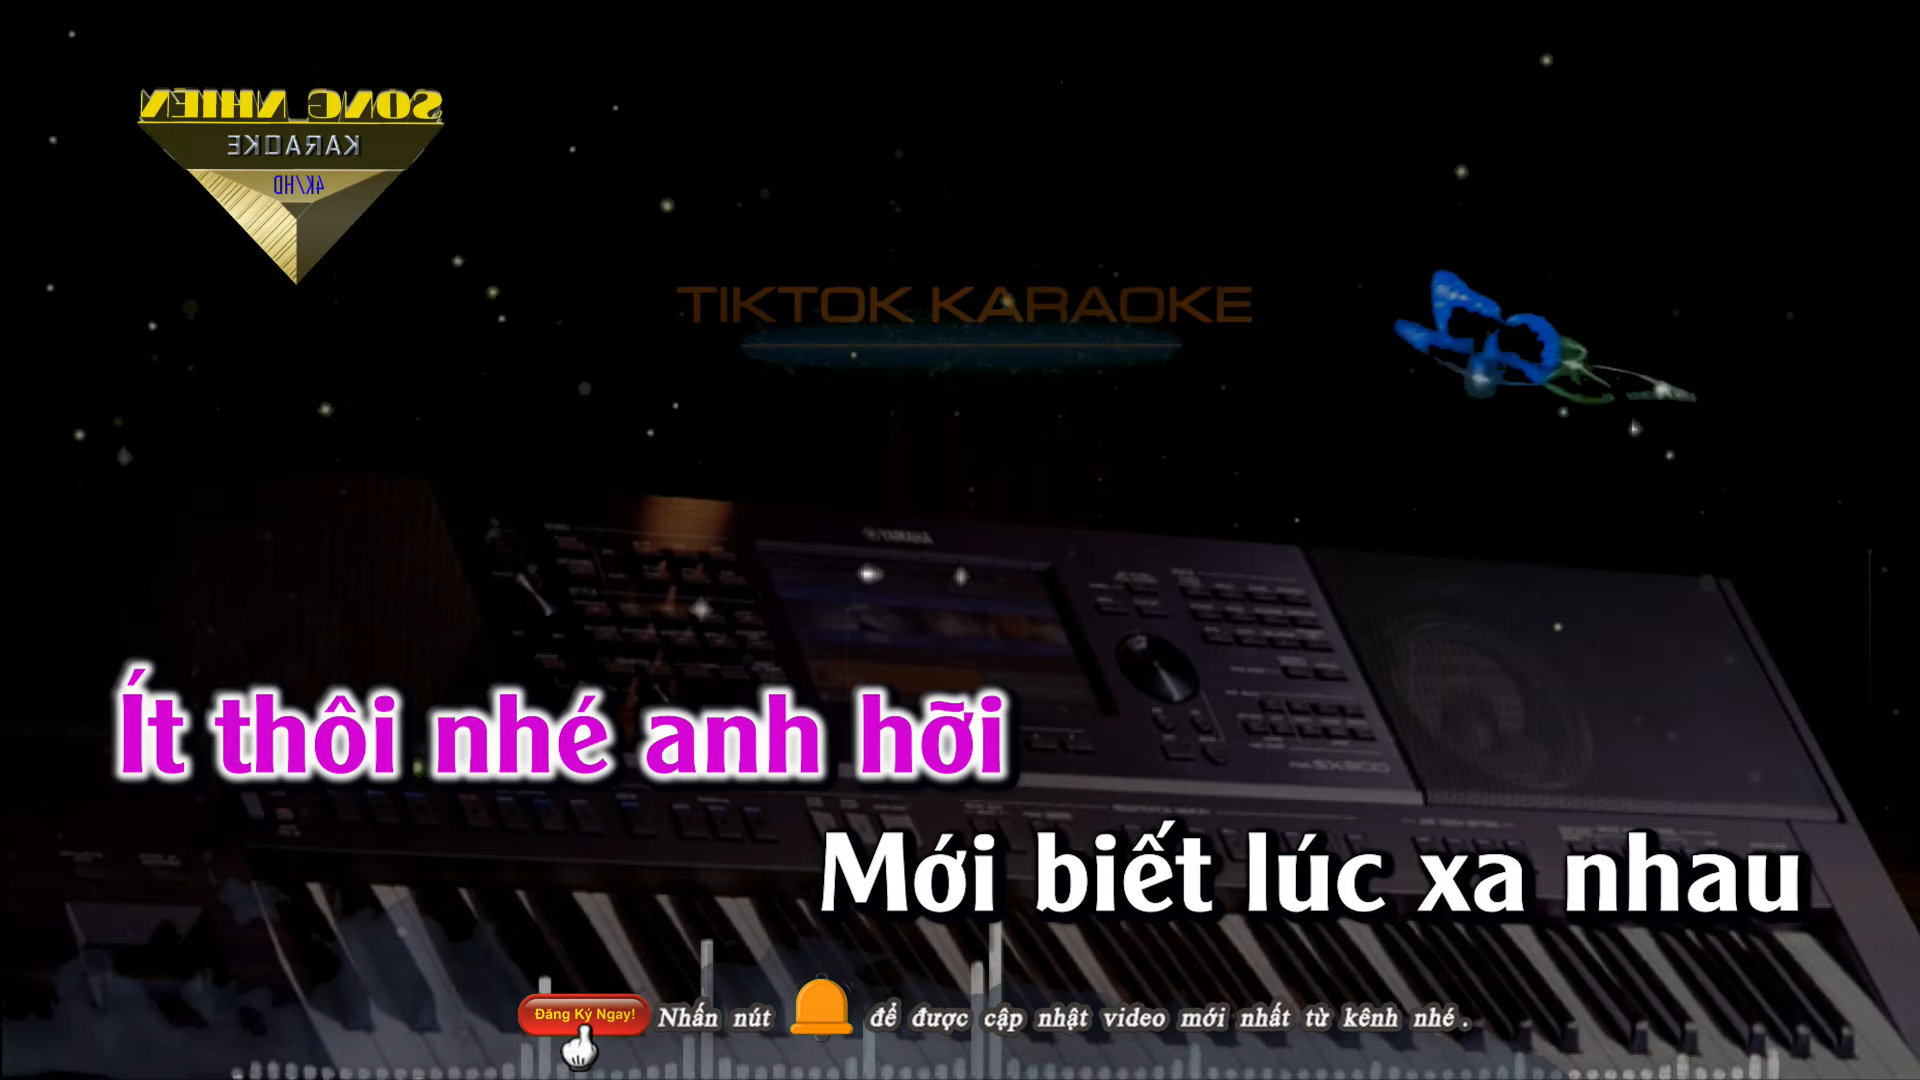 SONG NHIEN
KARAOKE
4K/HD
TIKTOK KARAOKE
YAMAHA
Ít thôi nhé anh hỡi
Mới biết lúc xa nhau
Đăng Ký Ngay! Nhấn nút để được cập nhật video mới nhất từ kênh nhé .